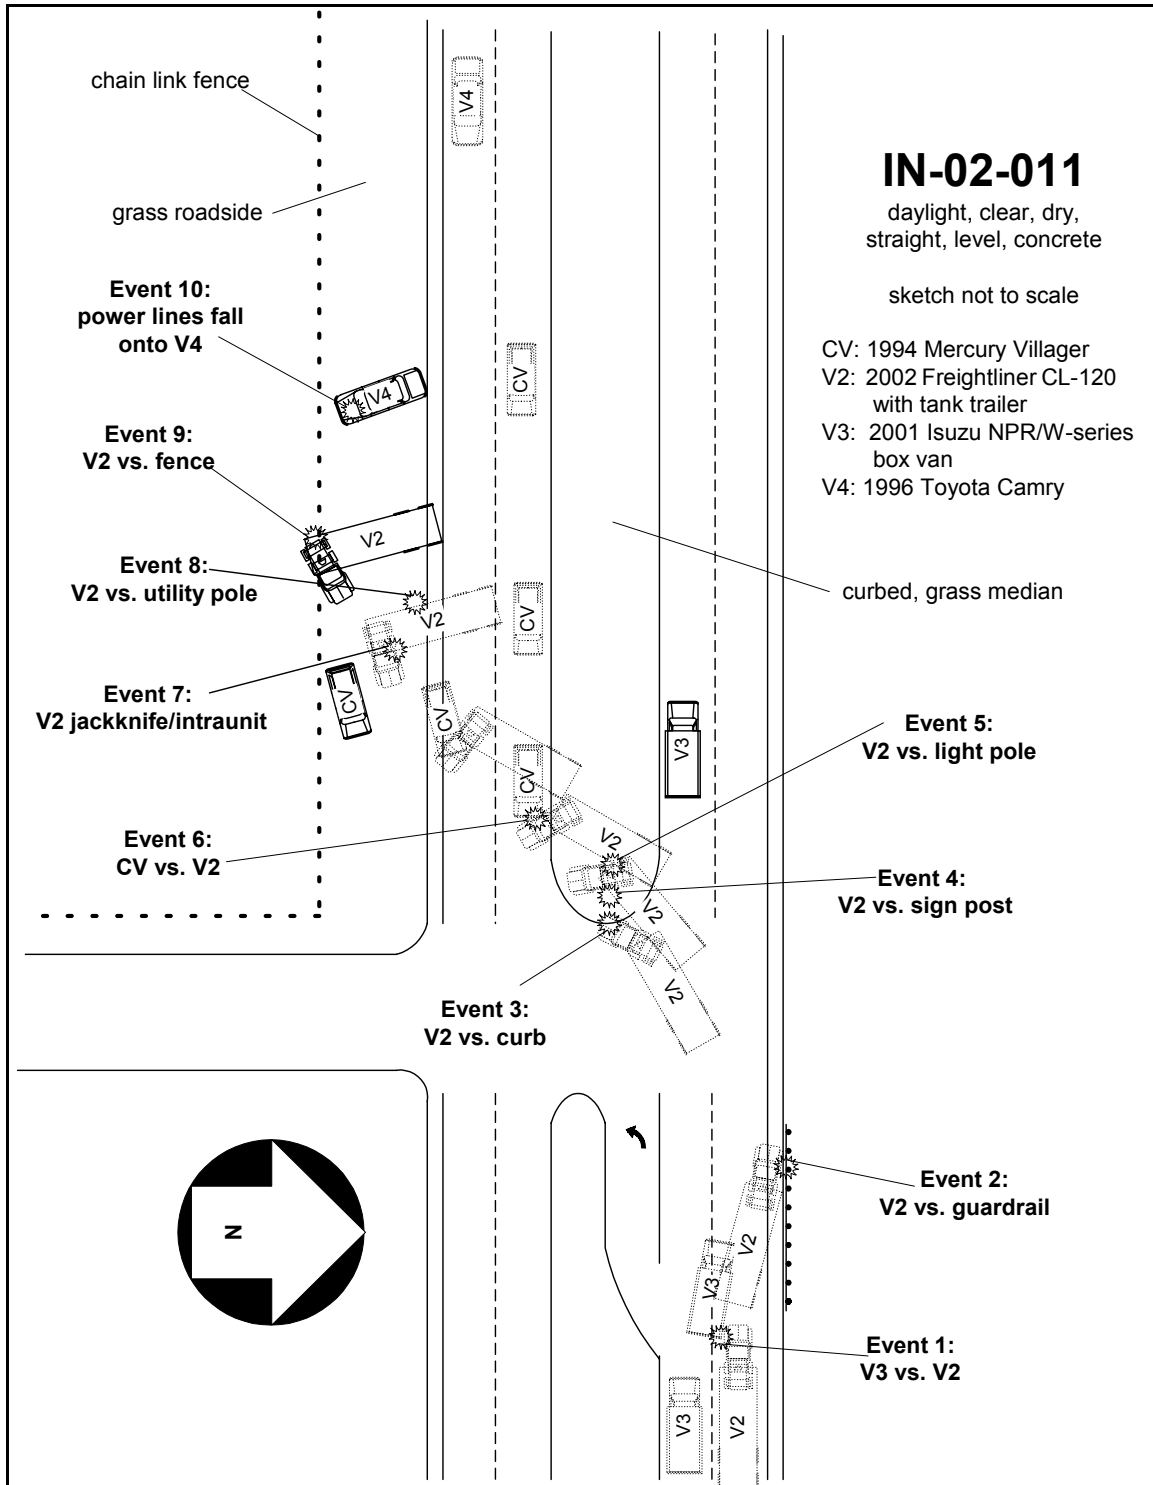 chain link fence
V4
grass roadside
IN-02-011
daylight, clear, dry,
straight, level, concrete
sketch not to scale
CV: 1994 Mercury Villager
V2: 2002 Freightliner CL-120
with tank trailer
V3: 2001 Isuzu NPR/W-series
box van
V4: 1996 Toyota Camry
Event 10:
power lines fall
onto V4
CV
V4
Event 9:
V2 vs. fence
V2
Event 8:
V2 vs. utility pole
V2
CV
curbed, grass median
Event 7:
V2 jackknife/intraunit
CV
CV
V3
Event 5:
V2 vs. light pole
CV
Event 6:
CV vs. V2
V2
Event 4:
V2 vs. sign post
V2
Event 3:
V2 vs. curb
V2
N
Event 2:
V2 vs. guardrail
V2
V3
Event 1:
V3 vs. V2
V3
V2